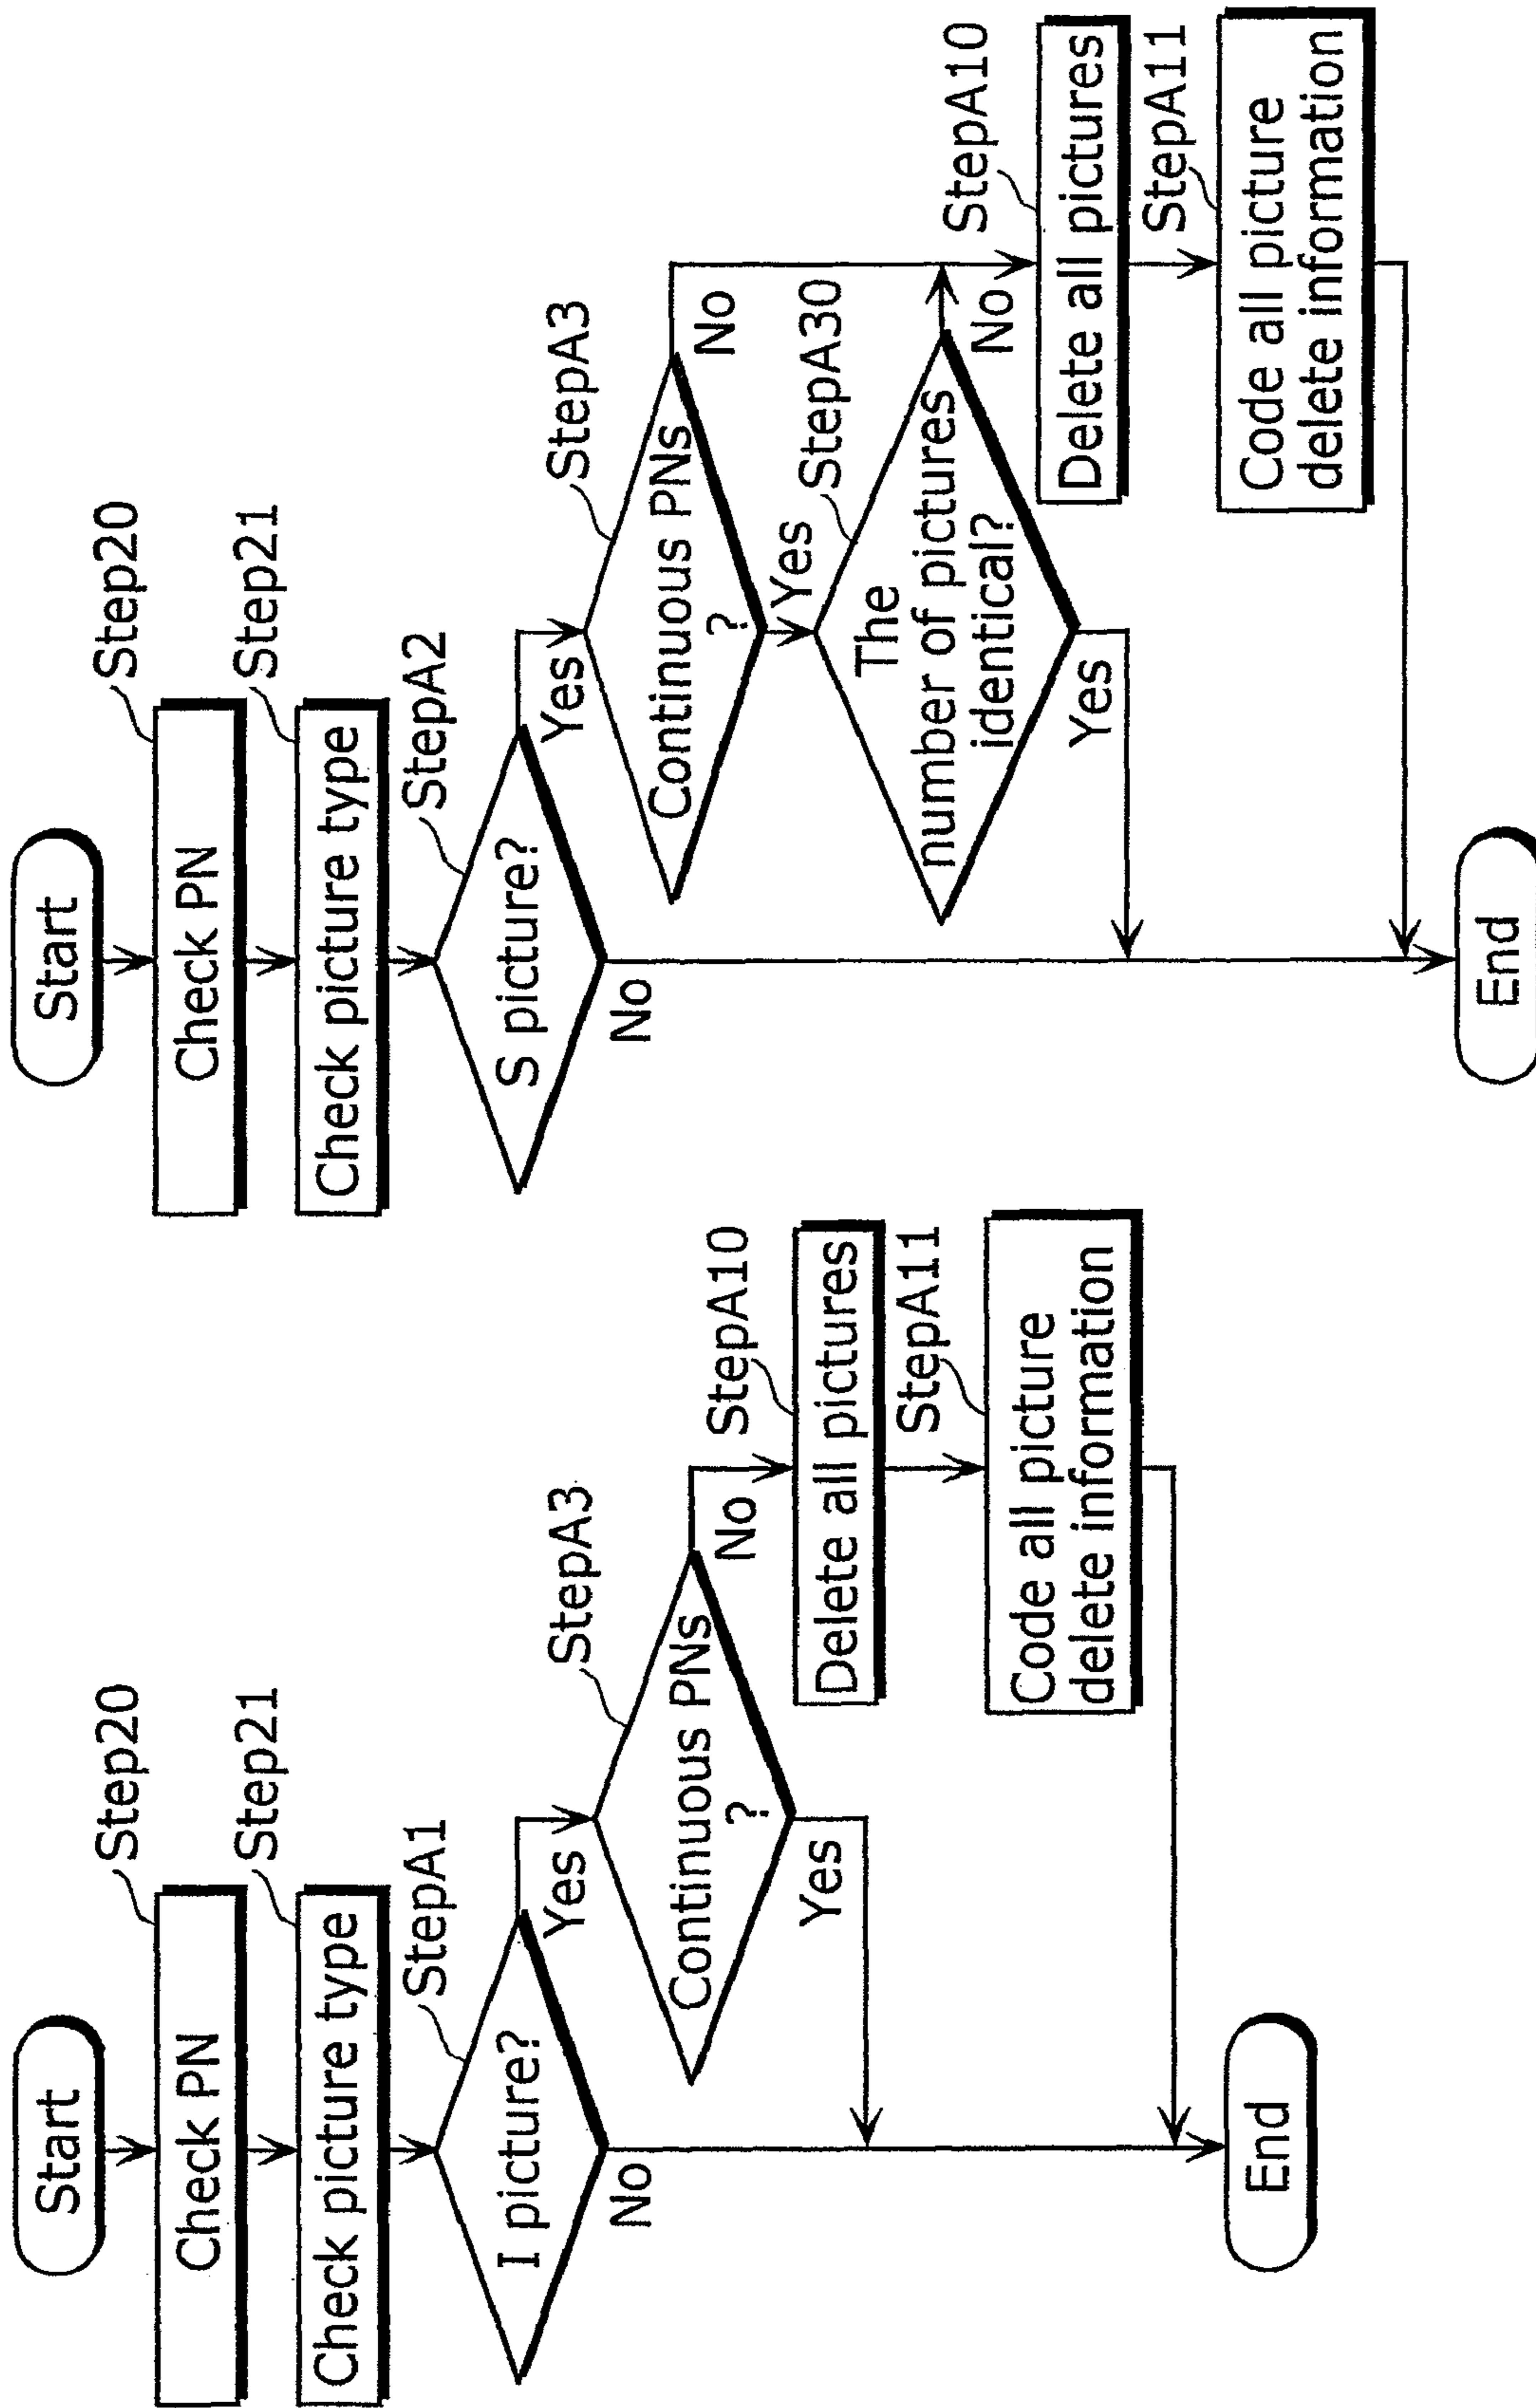 Start
Step20
Check PN
Step21
Check picture type
StepA1
I picture?
Yes
No
StepA3
Continuous PNs
?
No
Yes
StepA10
Delete all pictures
StepA11
Code all picture
delete information
End
Start
Step20
Check PN
Step21
Check picture type
StepA2
S picture?
Yes
No
StepA3
Continuous PNs
?
No
Yes
StepA30
The
number of pictures
identical?
No
Yes
StepA10
Delete all pictures
StepA11
Code all picture
delete information
End